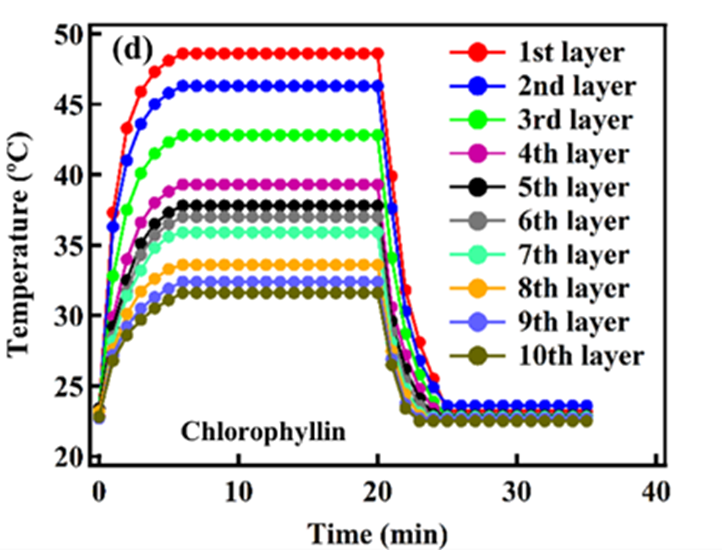 (d)
50
45
40
35
30
25
20
Temperature (ºC)
1st layer
2nd layer
3rd layer
4th layer
5th layer
6th layer
7th layer
8th layer
9th layer
10th layer
Chlorophyllin
0 10 20 30 40
Time (min)